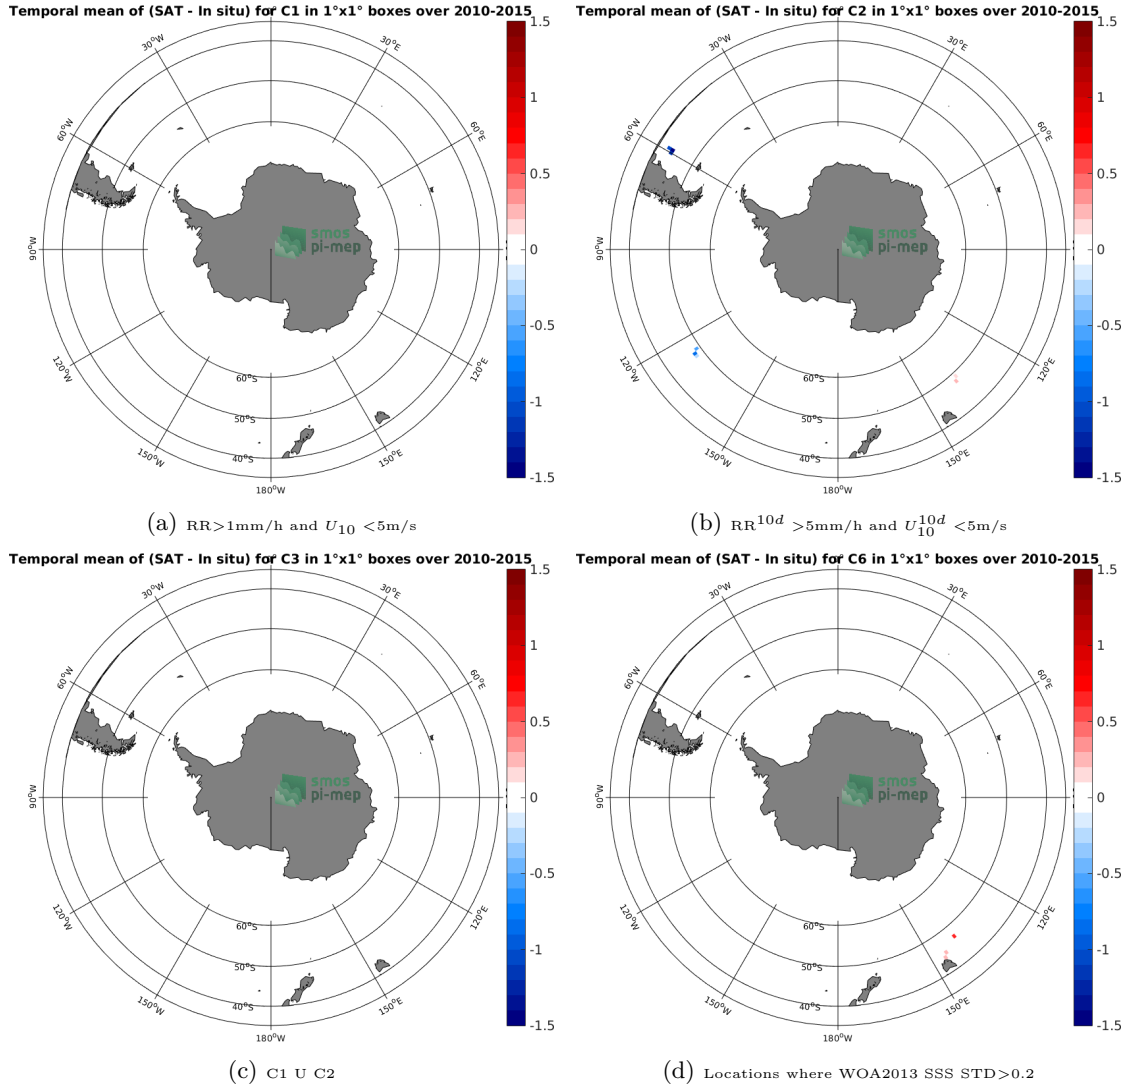 Temporal mean of (SAT - In situ) for C1 in 1°x1° boxes over 2010-2015
30°W
30°E
60°W
60°E
90°W
120°W
120°E
150°W
150°E
180°W
60°S
50°S
40°S
smos
pi-mep
1.5
1
0.5
0
-0.5
-1
-1.5
(a) RR>1mm/h and U10 <5m/s
Temporal mean of (SAT - In situ) for C2 in 1°x1° boxes over 2010-2015
30°W
30°E
60°W
60°E
90°W
120°W
120°E
150°W
150°E
180°W
60°S
50°S
40°S
smos
pi-mep
1.5
1
0.5
0
-0.5
-1
-1.5
(b) RR^10d >5mm/h and U10^10d <5m/s
Temporal mean of (SAT - In situ) for C3 in 1°x1° boxes over 2010-2015
30°W
30°E
60°W
60°E
90°W
120°W
120°E
150°W
150°E
180°W
60°S
50°S
40°S
smos
pi-mep
1.5
1
0.5
0
-0.5
-1
-1.5
(c) C1 U C2
Temporal mean of (SAT - In situ) for C6 in 1°x1° boxes over 2010-2015
30°W
30°E
60°W
60°E
90°W
120°W
120°E
150°W
150°E
180°W
60°S
50°S
40°S
smos
pi-mep
1.5
1
0.5
0
-0.5
-1
-1.5
(d) Locations where WOA2013 SSS STD>0.2